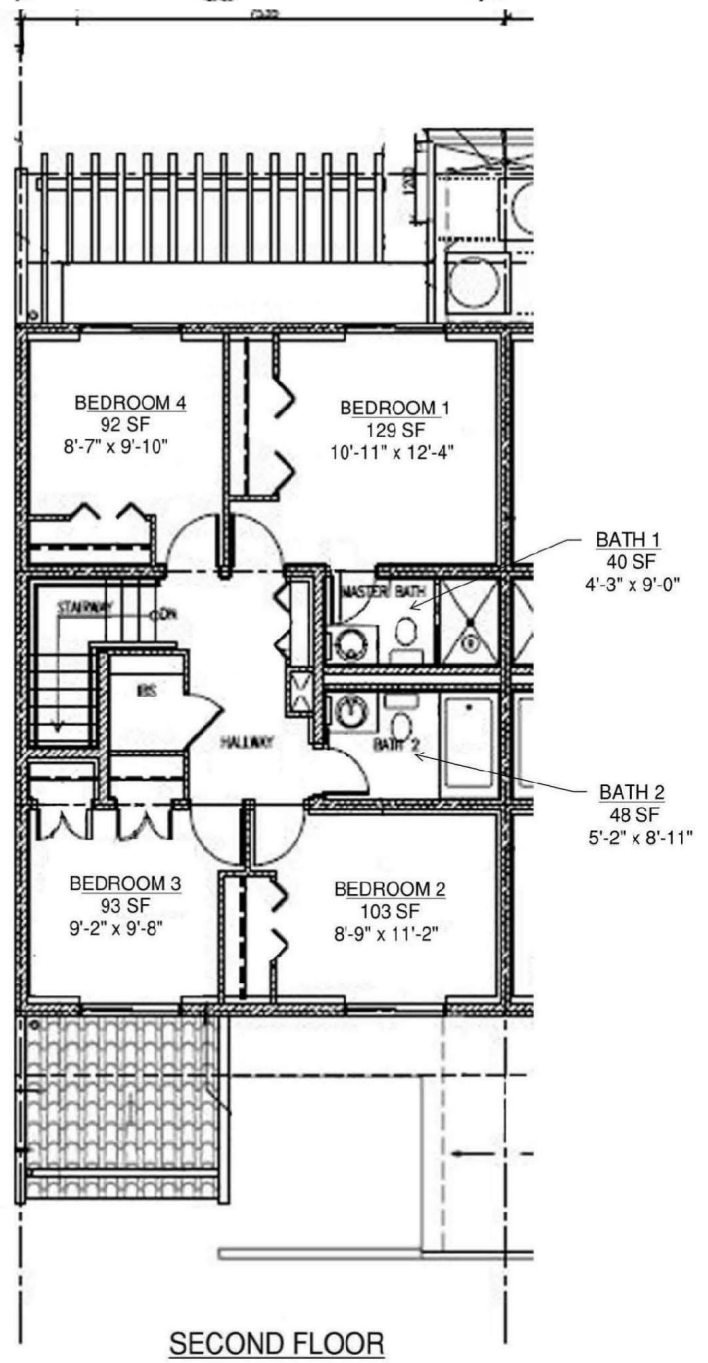 1200
BEDROOM 4
92 SF
8'-7" x 9'-10"
BEDROOM 1
129 SF
10'-11" x 12'-4"
BATH 1
40 SF
4'-3" x 9'-0"
STAIRWAY
DN
MASTER BATH
HALLWAY
BATH 2
BATH 2
48 SF
5'-2" x 8'-11"
BEDROOM 3
93 SF
9'-2" x 9'-8"
BEDROOM 2
103 SF
8'-9" x 11'-2"
SECOND FLOOR